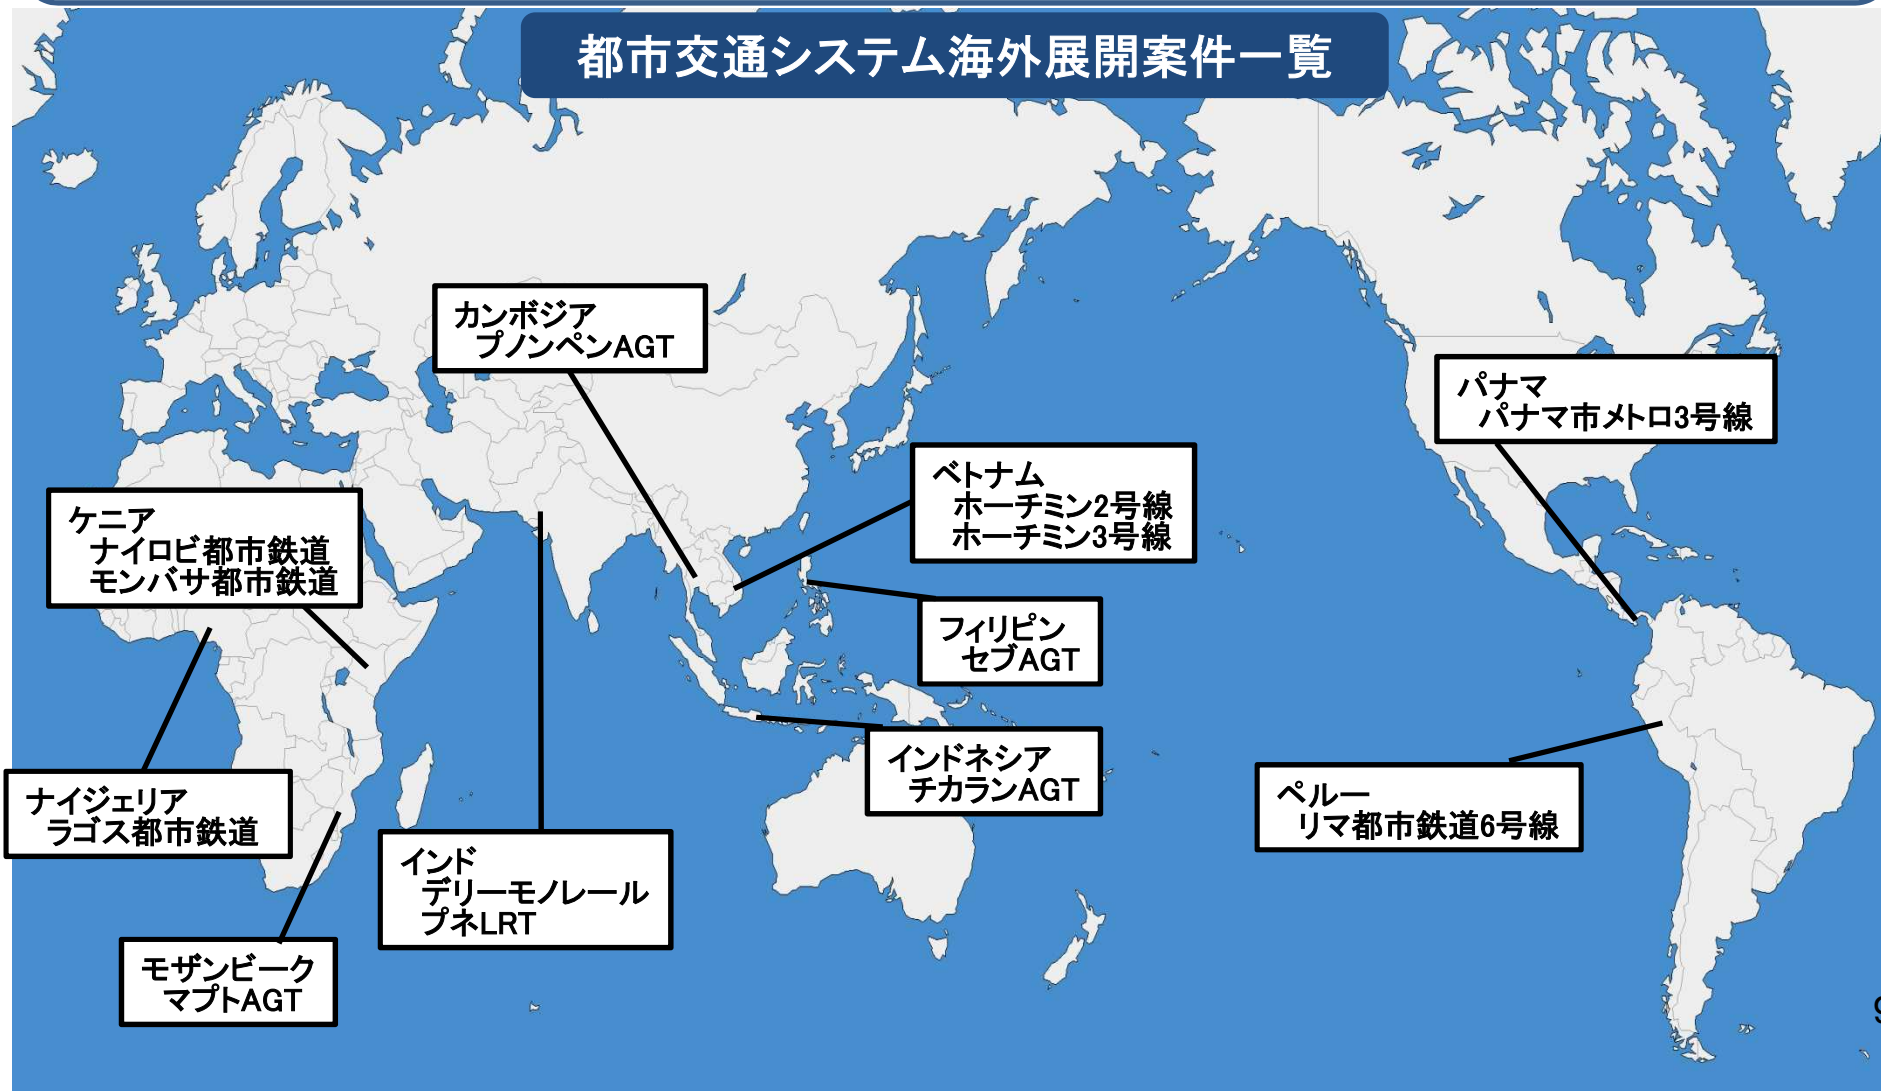 都市交通システム海外展開案件一覧
カンボジア
プノンペンAGT
パナマ
パナマ市メトロ3号線
ベトナム
ホーチミン2号線
ホーチミン3号線
ケニア
ナイロビ都市鉄道
モンバサ都市鉄道
フィリピン
セブAGT
インドネシア
チカランAGT
ペルー
リマ都市鉄道6号線
ナイジェリア
ラゴス都市鉄道
インド
デリーモノレール
プネLRT
モザンビーク
マプトAGT
9